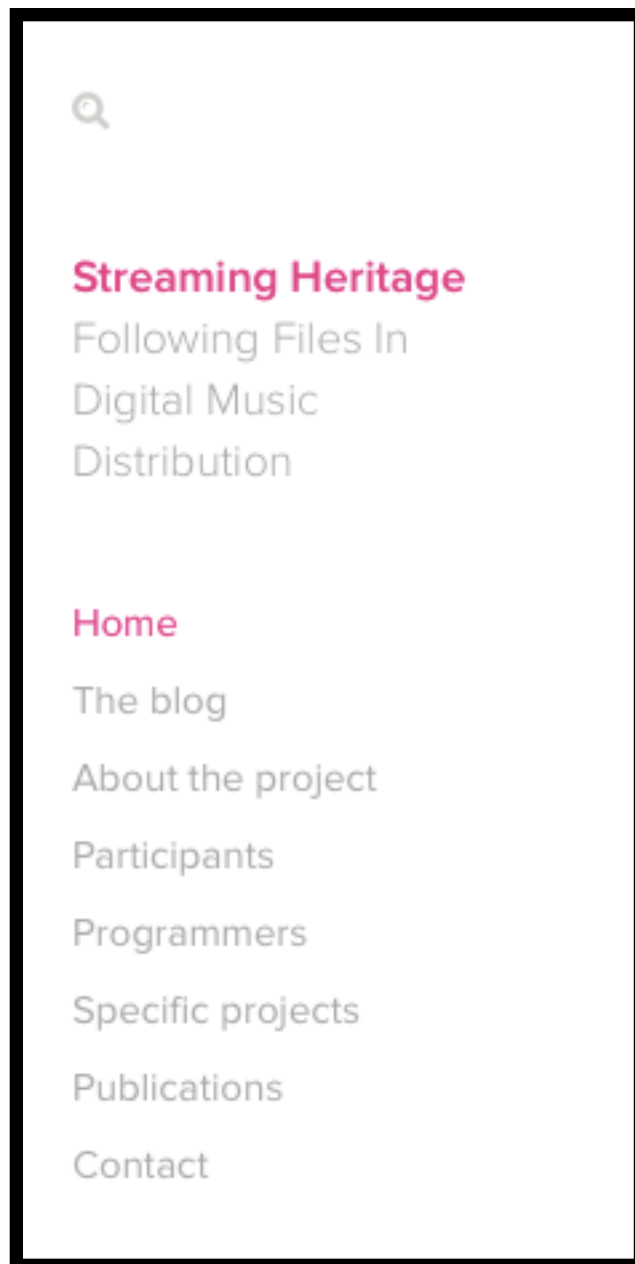 Streaming Heritage
Following Files In
Digital Music
Distribution
Home
The blog
About the project
Participants
Programmers
Specific projects
Publications
Contact